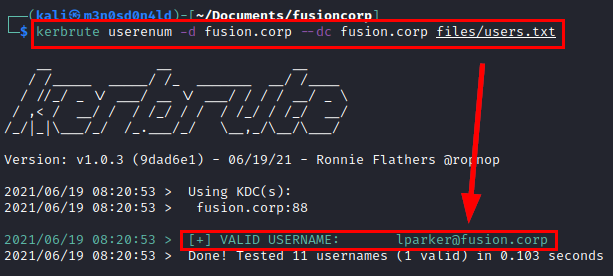 (kali㉿m3n0sd0n4ld)-[~/Documents/fusioncorp]
$ kerbrute userenum -d fusion.corp --dc fusion.corp files/users.txt
kerbrute
Version: v1.0.3 (9dad6e1) - 06/19/21 - Ronnie Flathers @ropnop
2021/06/19 08:20:53 > Using KDC(s):
2021/06/19 08:20:53 > fusion.corp:88
2021/06/19 08:20:53 > [+] VALID USERNAME: lparker@fusion.corp
2021/06/19 08:20:53 > Done! Tested 11 usernames (1 valid) in 0.103 seconds